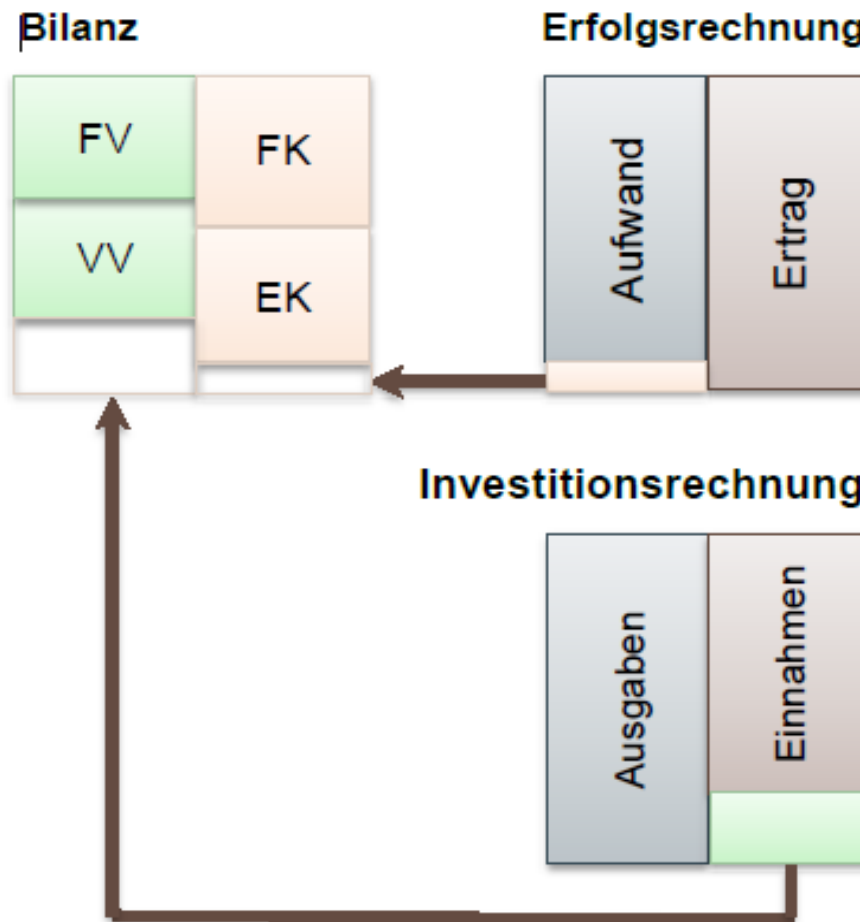 Bilanz
Erfolgsrechnung
FV
FK
VV
EK
Aufwand
Ertrag
Investitionsrechnung
Ausgaben
Einnahmen